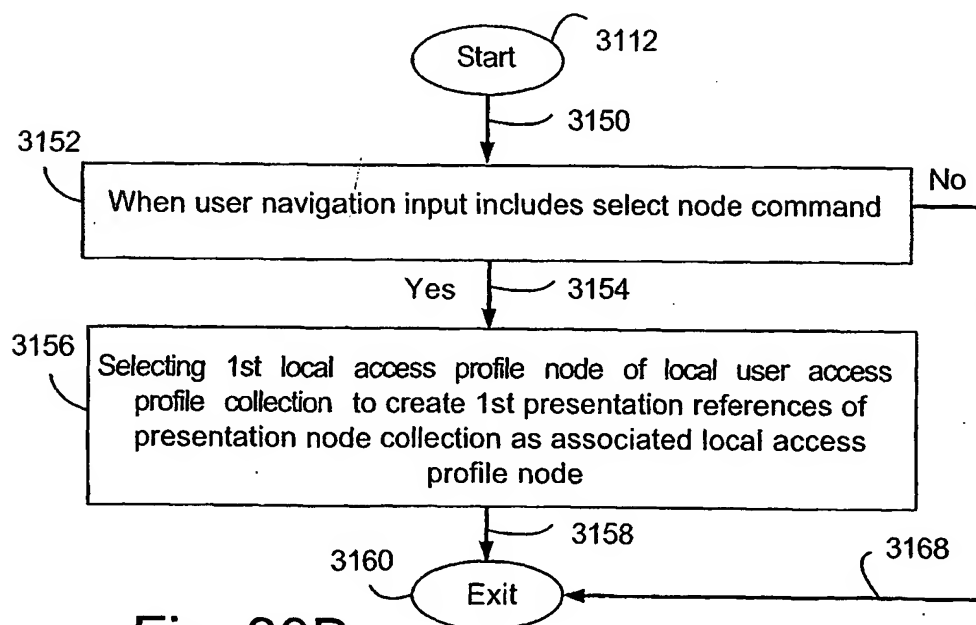 Start
3112
3150
3152
When user navigation input includes select node command
No
Yes
3154
3156
Selecting 1st local access profile node of local user access
profile collection to create 1st presentation references of
presentation node collection as associated local access
profile node
3158
3160
3168
Exit